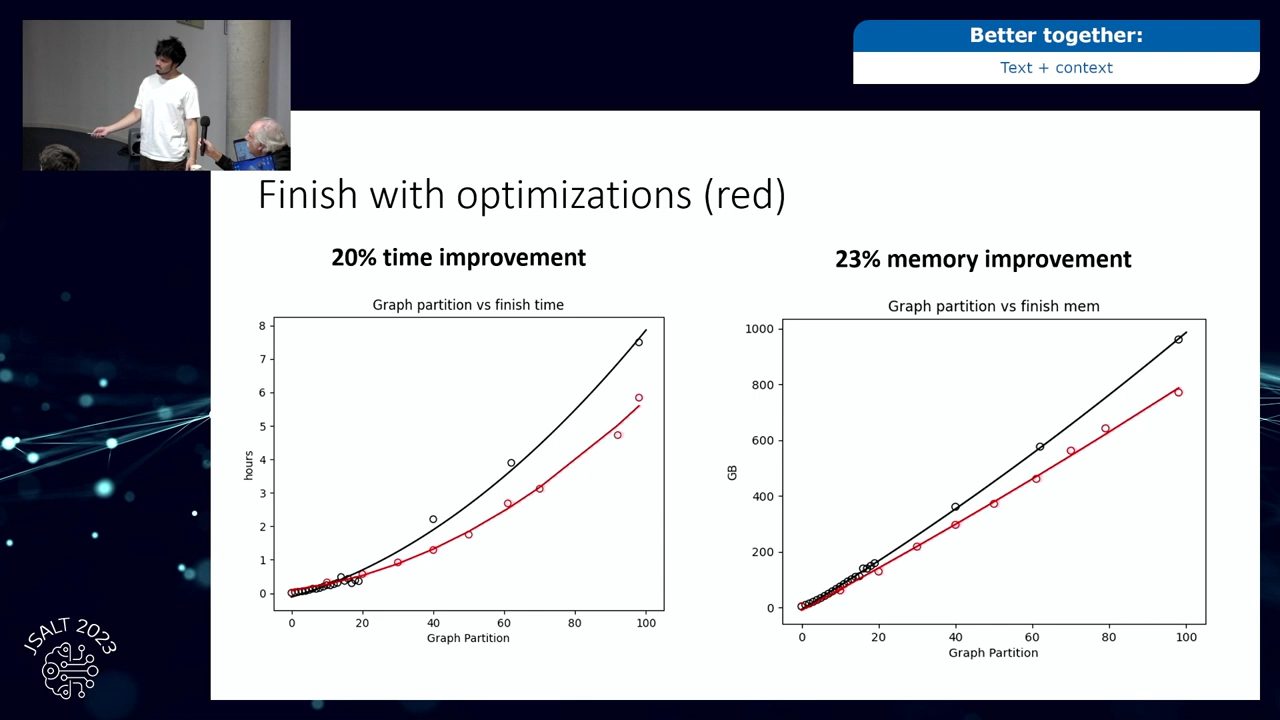 Better together:
Text + context
Finish with optimizations (red)
20% time improvement
23% memory improvement
Graph partition vs finish time
8
7
6
5
4
3
2
1
0
hours
0 20 40 60 80 100
Graph Partition
Graph partition vs finish mem
1000
800
600
400
200
0
GB
0 20 40 60 80 100
Graph Partition
JSALT 2023